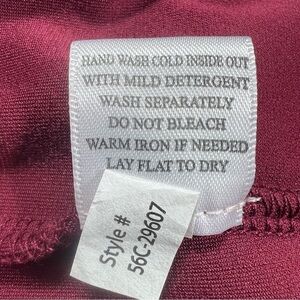 HAND WASH COLD INSIDE OUT
WITH MILD DETERGENT
WASH SEPARATELY
DO NOT BLEACH
WARM IRON IF NEEDED
LAY FLAT TO DRY
Style #
56C-29607